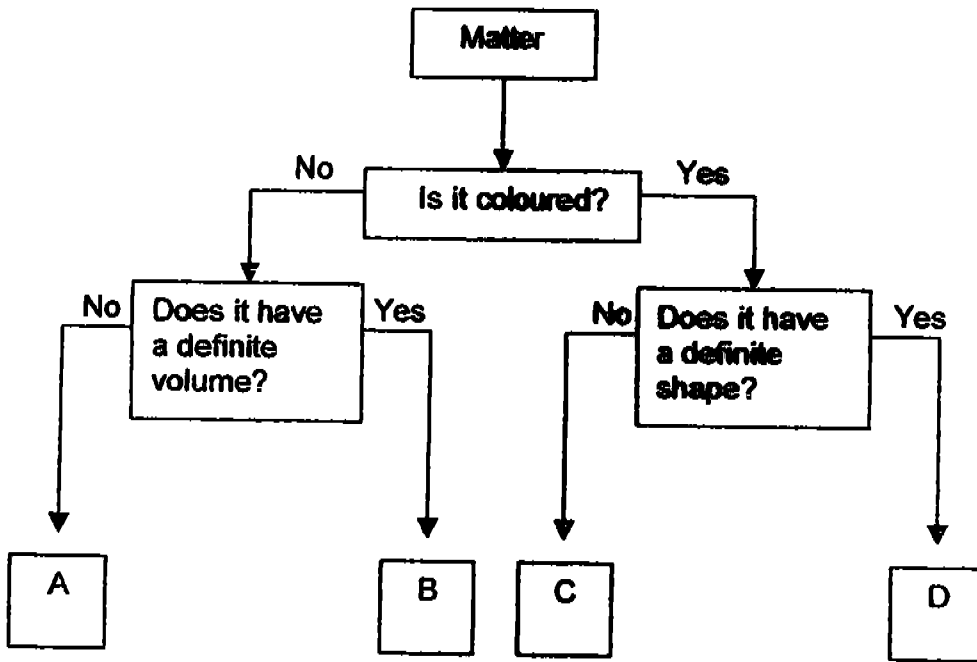 Matter
No
Yes
Is it coloured?
No
Does it have
a definite
volume?
Yes
No
Does it have
a definite
shape?
Yes
A
B
C
D